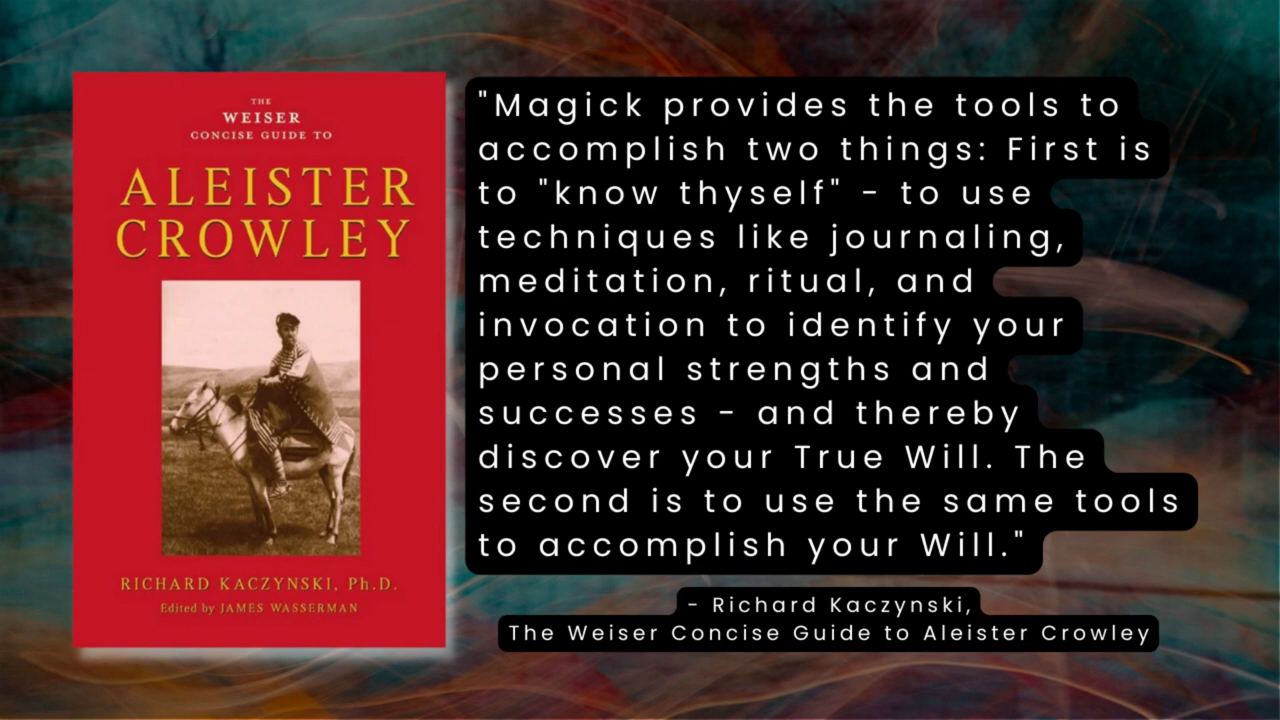 THE
WEISER
CONCISE GUIDE TO
ALEISTER
CROWLEY
RICHARD KACZYNSKI, Ph.D.
Edited by JAMES WASSERMAN
"Magick provides the tools to
accomplish two things: First is
to "know thyself" - to use
techniques like journaling,
meditation, ritual, and
invocation to identify your
personal strengths and
successes - and thereby
discover your True Will. The
second is to use the same tools
to accomplish your Will."
- Richard Kaczynski,
The Weiser Concise Guide to Aleister Crowley